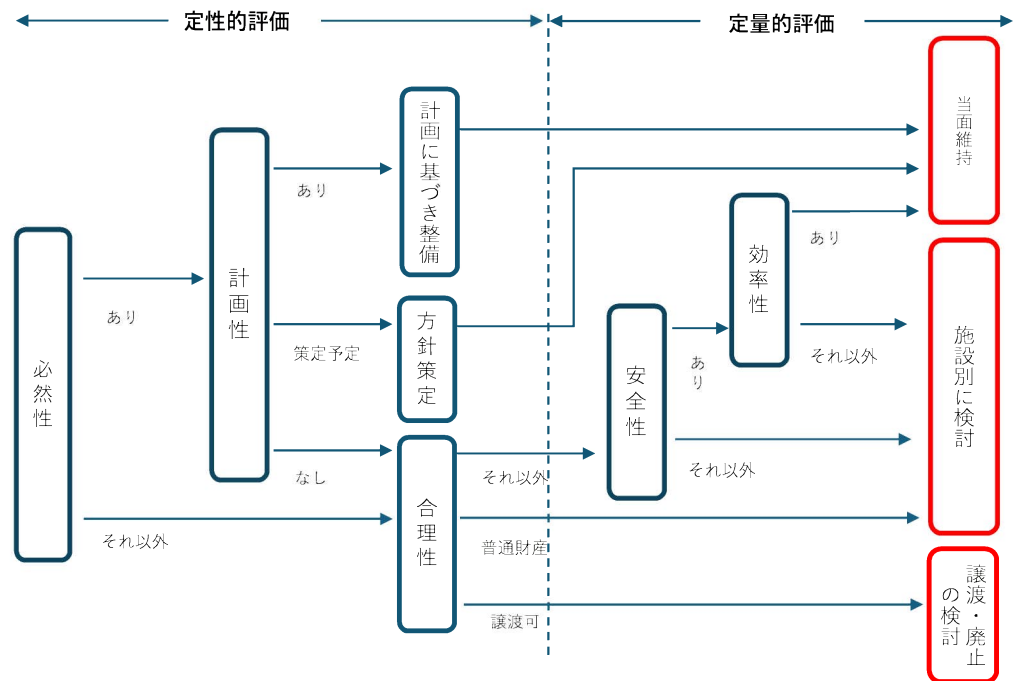 定性的評価
定量的評価
必然性
あり
それ以外
計画性
あり
策定予定
なし
計画に基づき整備
方針策定
合理性
それ以外
普通財産
譲渡可
安全性
あり
それ以外
効率性
あり
それ以外
当面維持
施設別に検討
譲渡・廃止
の検討